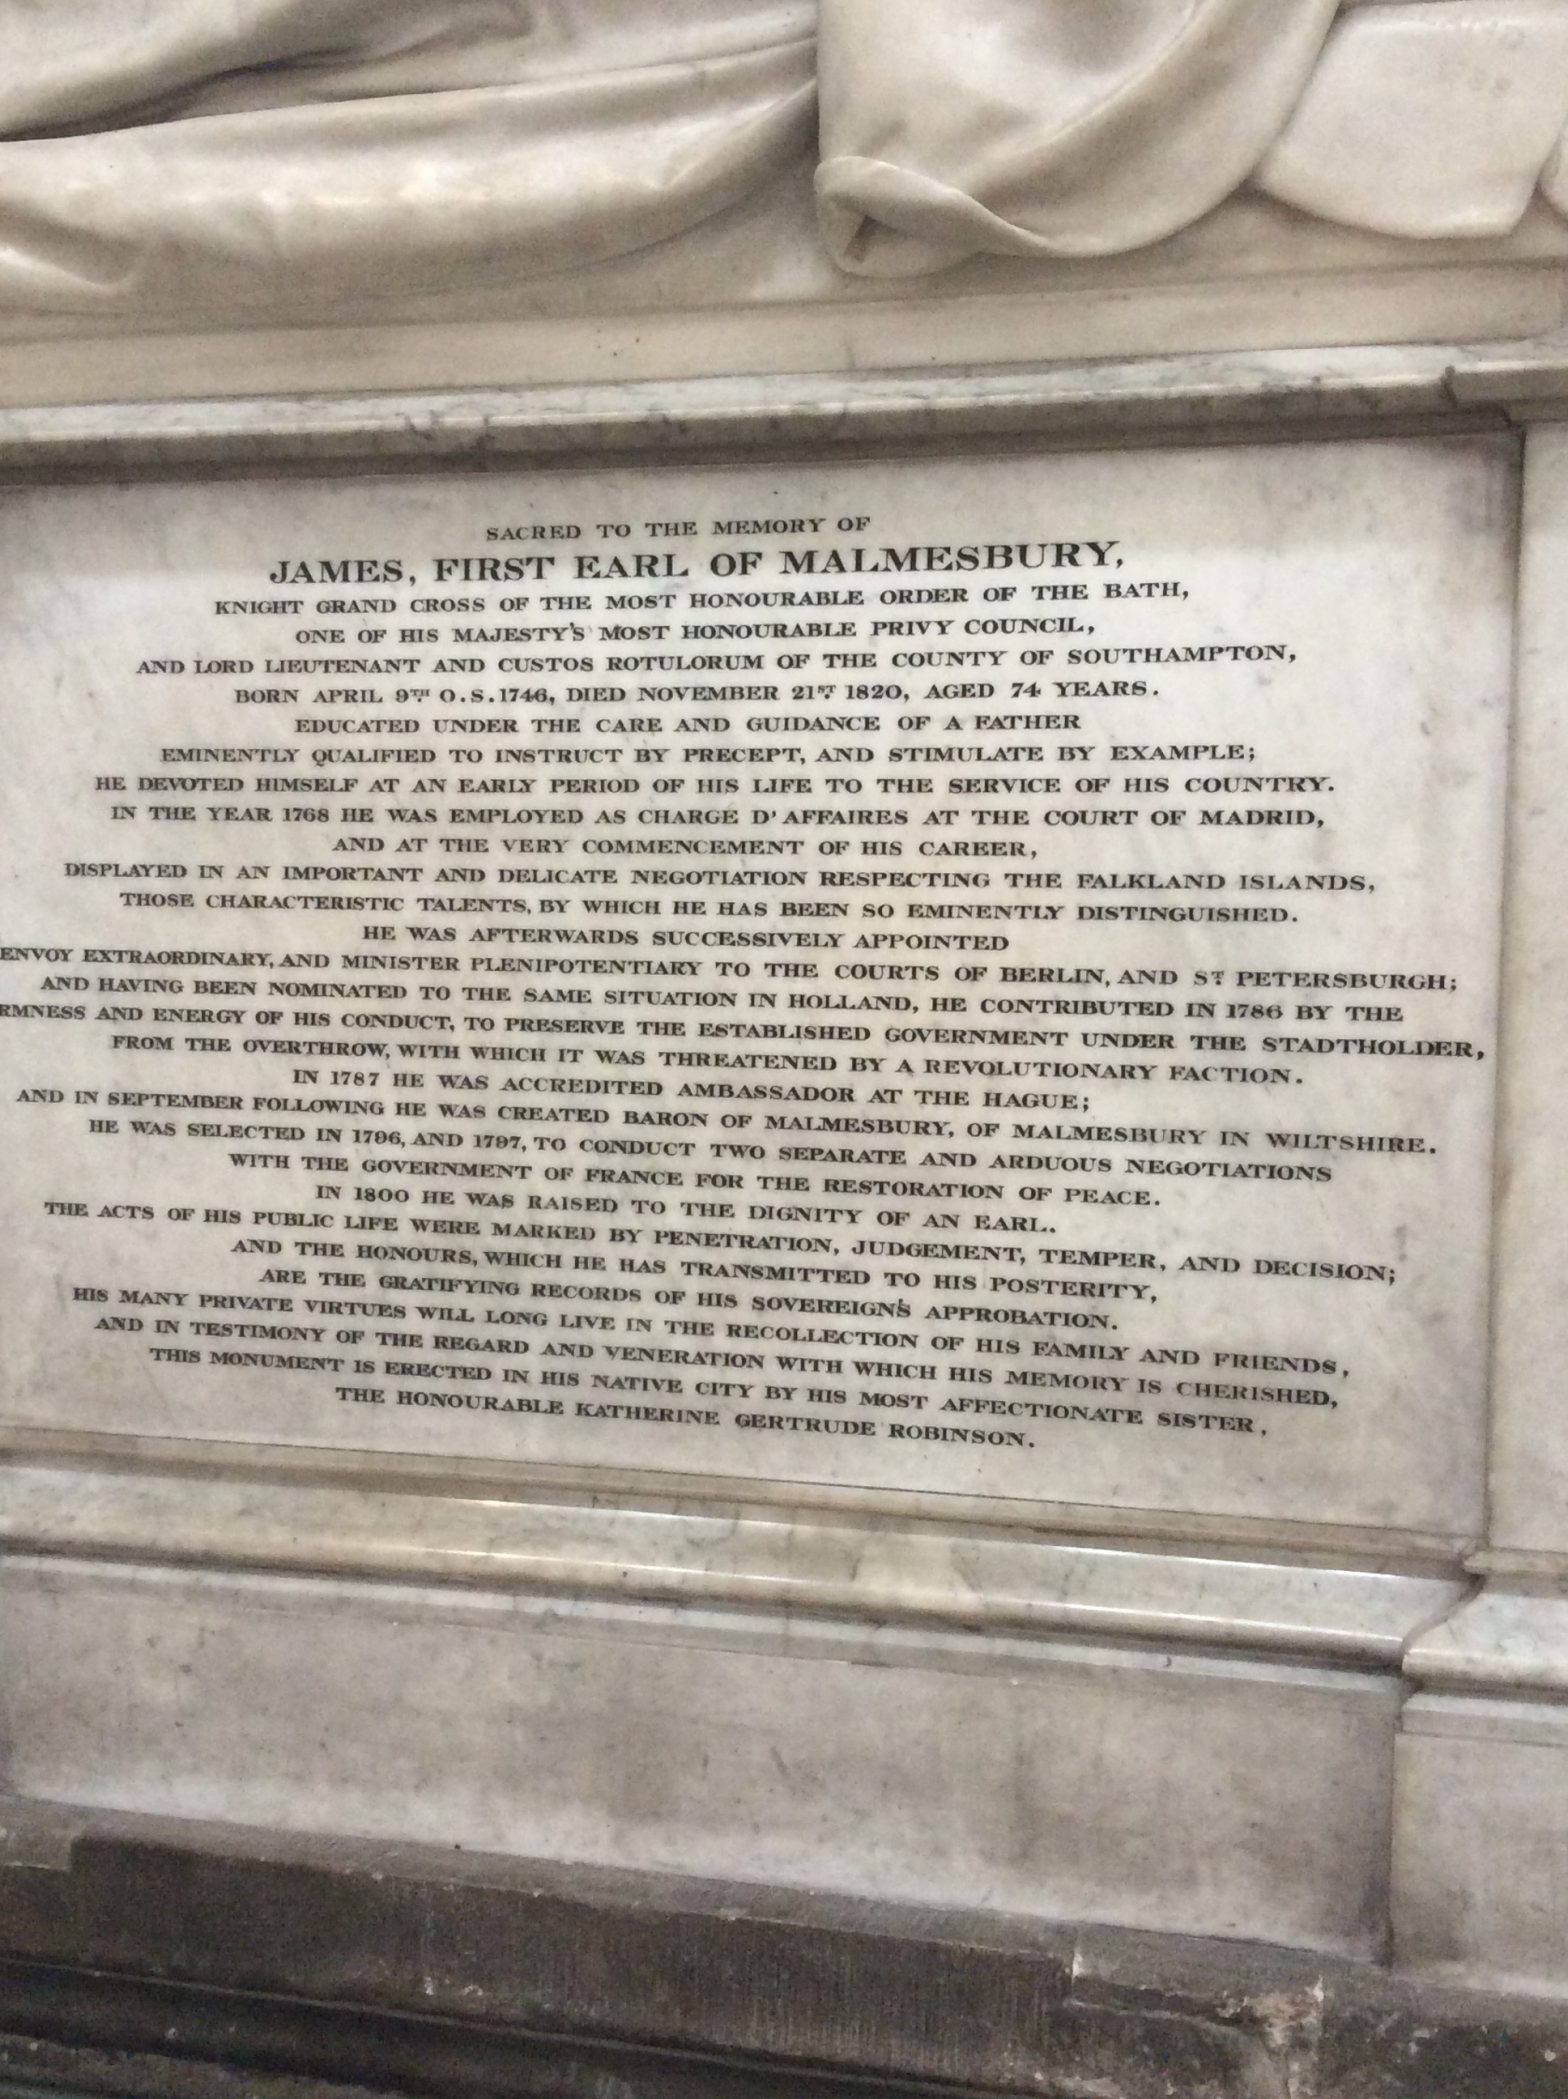 SACRED TO THE MEMORY OF
JAMES, FIRST EARL OF MALMESBURY,
KNIGHT GRAND CROSS OF THE MOST HONOURABLE ORDER OF THE BATH,
ONE OF HIS MAJESTY'S MOST HONOURABLE PRIVY COUNCIL,
AND LORD LIEUTENANT AND CUSTOS ROTULORUM OF THE COUNTY OF SOUTHAMPTON,
BORN APRIL 9TH O.S. 1746, DIED NOVEMBER 21ST 1820, AGED 74 YEARS.
EDUCATED UNDER THE CARE AND GUIDANCE OF A FATHER
EMINENTLY QUALIFIED TO INSTRUCT BY PRECEPT, AND STIMULATE BY EXAMPLE;
HE DEVOTED HIMSELF AT AN EARLY PERIOD OF HIS LIFE TO THE SERVICE OF HIS COUNTRY.
IN THE YEAR 1768 HE WAS EMPLOYED AS CHARGE D'AFFAIRES AT THE COURT OF MADRID,
AND AT THE VERY COMMENCEMENT OF HIS CAREER,
DISPLAYED IN AN IMPORTANT AND DELICATE NEGOTIATION RESPECTING THE FALKLAND ISLANDS,
THOSE CHARACTERISTIC TALENTS, BY WHICH HE HAS BEEN SO EMINENTLY DISTINGUISHED.
HE WAS AFTERWARDS SUCCESSIVELY APPOINTED
ENVOY EXTRAORDINARY, AND MINISTER PLENIPOTENTIARY TO THE COURTS OF BERLIN, AND ST PETERSBURGH;
AND HAVING BEEN NOMINATED TO THE SAME SITUATION IN HOLLAND, HE CONTRIBUTED IN 1786 BY THE
RMNESS AND ENERGY OF HIS CONDUCT, TO PRESERVE THE ESTABLISHED GOVERNMENT UNDER THE STADTHOLDER,
FROM THE OVERTHROW, WITH WHICH IT WAS THREATENED BY A REVOLUTIONARY FACTION.
IN 1787 HE WAS ACCREDITED AMBASSADOR AT THE HAGUE;
AND IN SEPTEMBER FOLLOWING HE WAS CREATED BARON OF MALMESBURY, OF MALMESBURY IN WILTSHIRE.
HE WAS SELECTED IN 1796, AND 1797, TO CONDUCT TWO SEPARATE AND ARDUOUS NEGOTIATIONS
WITH THE GOVERNMENT OF FRANCE FOR THE RESTORATION OF PEACE.
IN 1800 HE WAS RAISED TO THE DIGNITY OF AN EARL.
THE ACTS OF HIS PUBLIC LIFE WERE MARKED BY PENETRATION, JUDGEMENT, TEMPER, AND DECISION;
AND THE HONOURS, WHICH HE HAS TRANSMITTED TO HIS POSTERITY,
ARE THE GRATIFYING RECORDS OF HIS SOVEREIGN'S APPROBATION.
HIS MANY PRIVATE VIRTUES WILL LONG LIVE IN THE RECOLLECTION OF HIS FAMILY AND FRIENDS,
AND IN TESTIMONY OF THE REGARD AND VENERATION WITH WHICH HIS MEMORY IS CHERISHED,
THIS MONUMENT IS ERECTED IN HIS NATIVE CITY BY HIS MOST AFFECTIONATE SISTER,
THE HONOURABLE KATHERINE GERTRUDE ROBINSON.